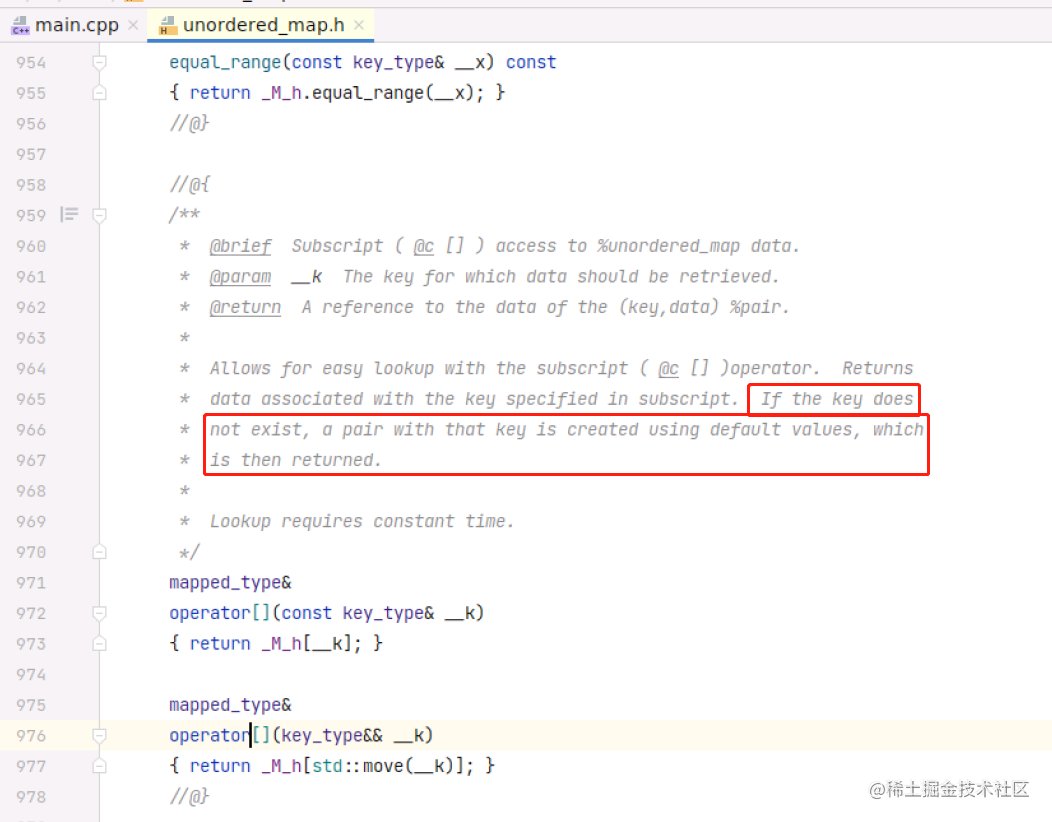 main.cpp
unordered_map.h
954 equal_range(const key_type& __x) const
955 { return _M_h.equal_range(__x); }
956 //@}
957
958 //@{
959 /**
960 * @brief Subscript ( @c [] ) access to %unordered_map data.
961 * @param __k The key for which data should be retrieved.
962 * @return A reference to the data of the (key,data) %pair.
963 *
964 * Allows for easy lookup with the subscript ( @c [] )operator. Returns
965 * data associated with the key specified in subscript. If the key does
966 * not exist, a pair with that key is created using default values, which
967 * is then returned.
968 *
969 * Lookup requires constant time.
970 */
971 mapped_type&
972 operator[](const key_type& __k)
973 { return _M_h[__k]; }
974
975 mapped_type&
976 operator[](key_type&& __k)
977 { return _M_h[std::move(__k)]; }
978 //@}
@稀土掘金技术社区